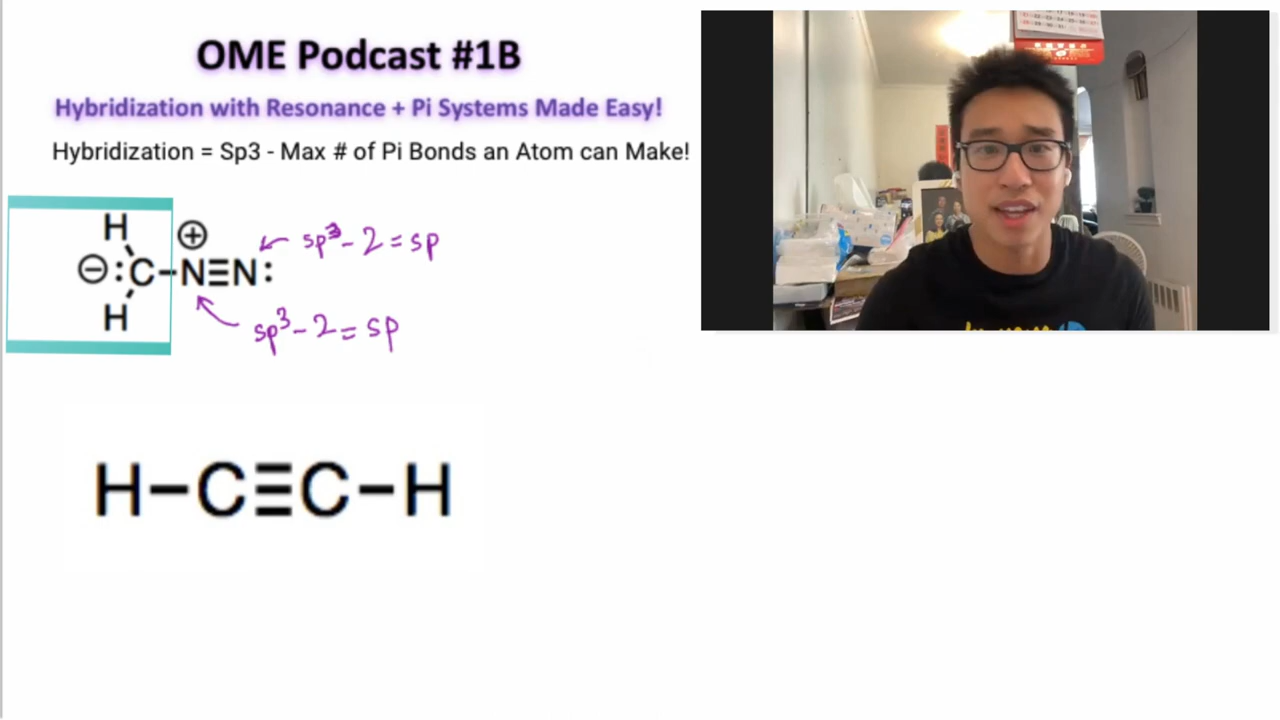 OME Podcast #1B
Hybridization with Resonance + Pi Systems Made Easy!
Hybridization = Sp3 - Max # of Pi Bonds an Atom can Make!
H
⊕
sp³ - 2 = sp
⊖ :C-N≡N:
H
sp³ - 2 = sp
H-C≡C-H